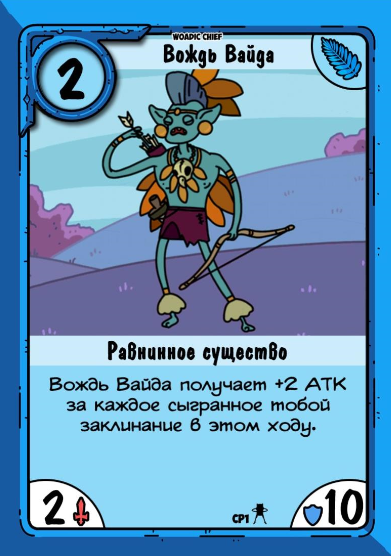 WOADIC CHIEF
2
Вождь Вайда
Равнинное существо
Вождь Вайда получает +2 АТК
за каждое сыгранное тобой
заклинание в этом ходу.
2
CP1
10